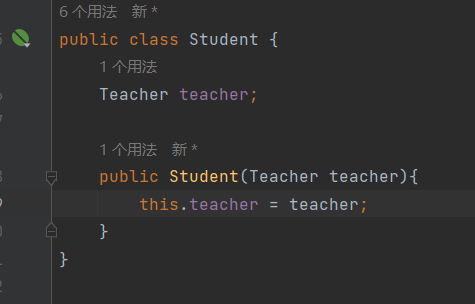 6 个用法   新 *
public class Student {
1 个用法
Teacher teacher;
1 个用法   新 *
public Student(Teacher teacher){
this.teacher = teacher;
}
}